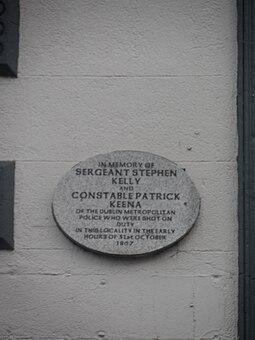 IN MEMORY OF
SERGEANT STEPHEN
KELLY
AND
CONSTABLE PATRICK
KEENA
OF THE DUBLIN METROPOLITAN
POLICE WHO WERE SHOT ON
DUTY
IN THIS LOCALITY IN THE EARLY
HOURS OF 31st OCTOBER
1867